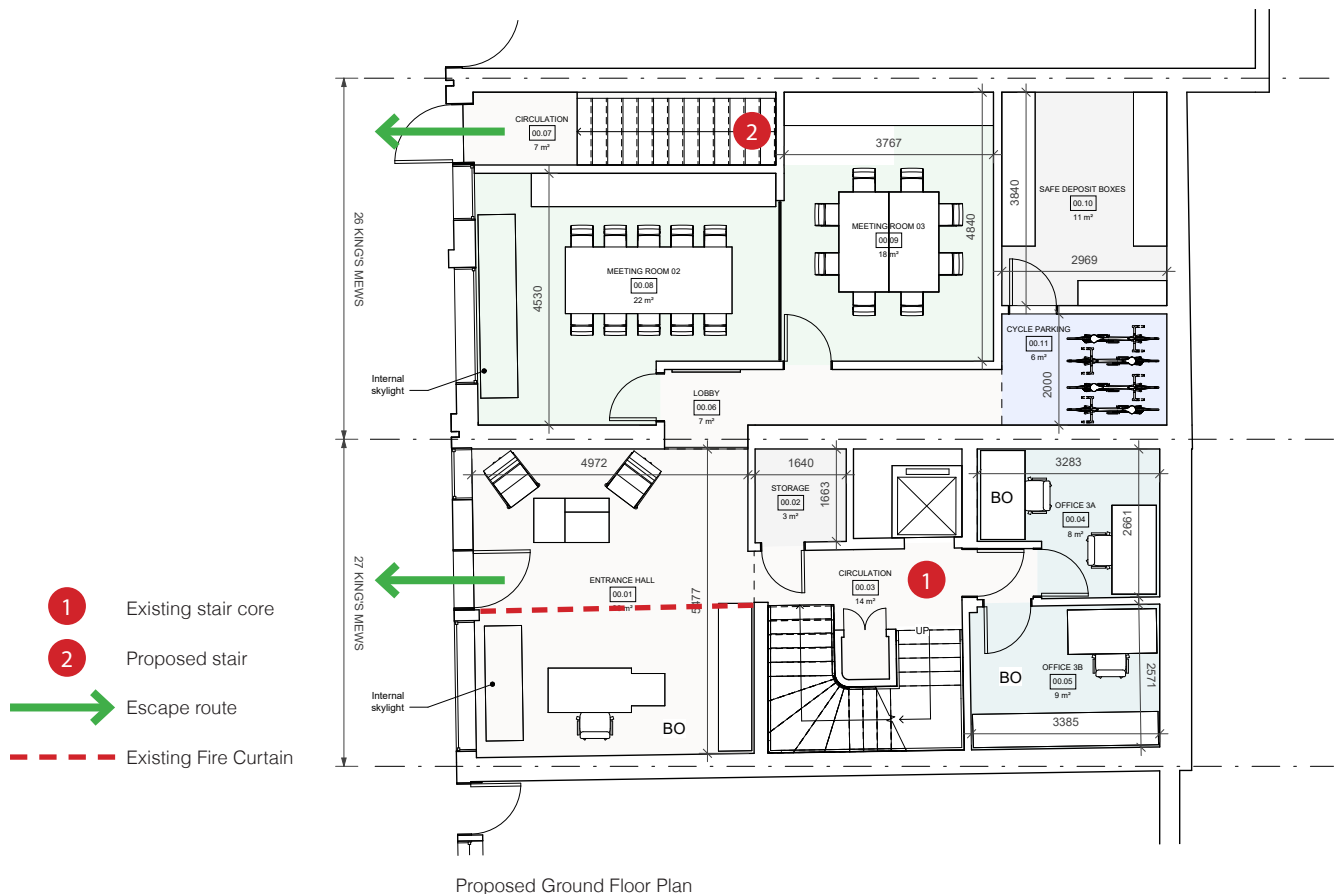 CIRCULATION
00.07
7 m²
2
3767
3840
SAFE DEPOSIT BOXES
00.10
11 m²
2969
26 KING'S MEWS
4530
MEETING ROOM 02
00.08
22 m²
MEETING ROOM 03
00.09
18 m²
4840
CYCLE PARKING
00.11
6 m²
2000
Internal
skylight
LOBBY
00.06
7 m²
27 KING'S MEWS
4972
1640
STORAGE
00.02
3 m²
1663
3283
BO
OFFICE 3A
00.04
8 m²
2661
ENTRANCE HALL
00.01
5477
CIRCULATION
00.03
14 m²
1
UP
OFFICE 3B
00.05
9 m²
BO
2571
3385
Internal
skylight
BO
1 Existing stair core
2 Proposed stair
Escape route
Existing Fire Curtain
Proposed Ground Floor Plan